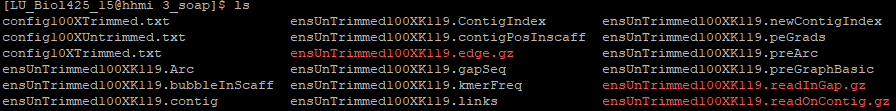 [LU_Biol425_15@hhmi 3_soap]$ ls
config100XTrimmed.txt ensUnTrimmed100XK119.ContigIndex ensUnTrimmed100XK119.newContigIndex
config100XUntrimmed.txt ensUnTrimmed100XK119.contigPosInscaff ensUnTrimmed100XK119.peGrads
config10XTrimmed.txt ensUnTrimmed100XK119.edge.gz ensUnTrimmed100XK119.preArc
ensUnTrimmed100XK119.Arc ensUnTrimmed100XK119.gapSeq ensUnTrimmed100XK119.preGraphBasic
ensUnTrimmed100XK119.bubbleInScaff ensUnTrimmed100XK119.kmerFreq ensUnTrimmed100XK119.readInGap.gz
ensUnTrimmed100XK119.contig ensUnTrimmed100XK119.links ensUnTrimmed100XK119.readOnContig.gz